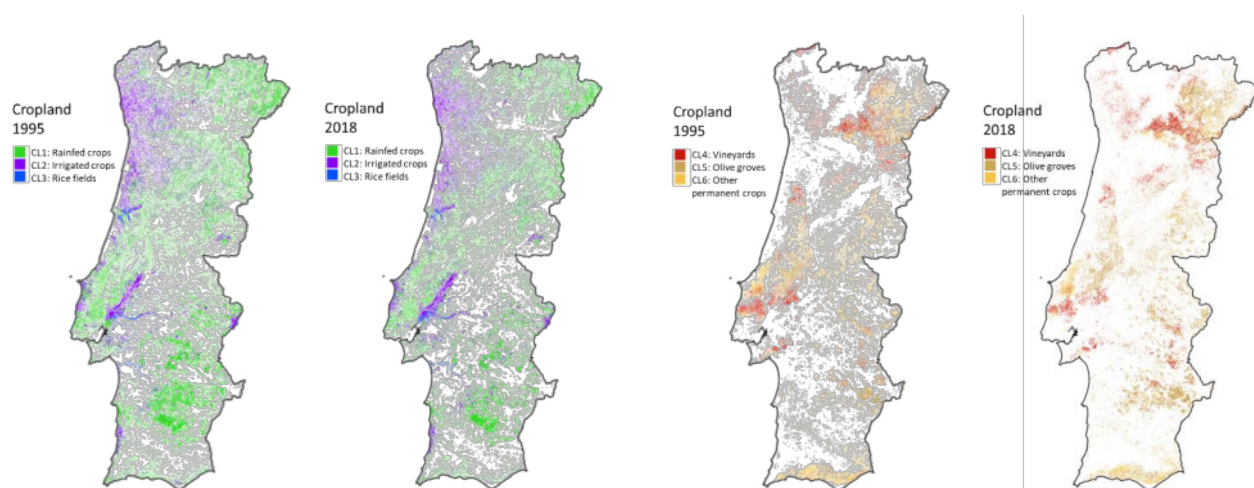 Cropland
1995
CL1: Rainfed crops
CL2: Irrigated crops
CL3: Rice fields
Cropland
2018
CL1: Rainfed crops
CL2: Irrigated crops
CL3: Rice fields
Cropland
1995
CL4: Vineyards
CL5: Olive groves
CL6: Other
permanent crops
Cropland
2018
CL4: Vineyards
CL5: Olive groves
CL6: Other
permanent crops